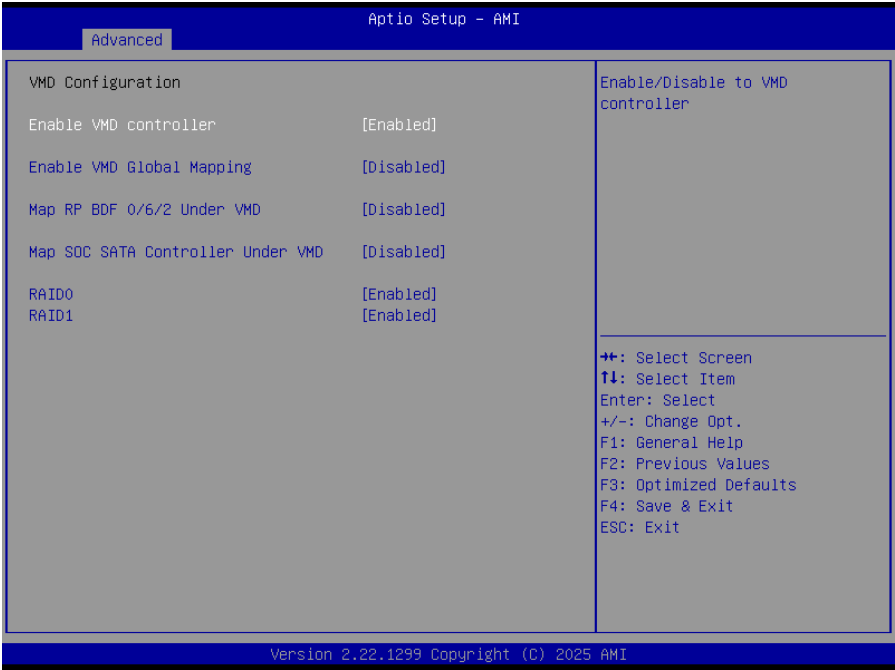 Aptio Setup – AMI
Advanced
VMD Configuration
Enable VMD controller [Enabled]
Enable VMD Global Mapping [Disabled]
Map RP BDF 0/6/2 Under VMD [Disabled]
Map SOC SATA Controller Under VMD [Disabled]
RAID0 [Enabled]
RAID1 [Enabled]
Enable/Disable to VMD
controller
→←: Select Screen
↑↓: Select Item
Enter: Select
+/-: Change Opt.
F1: General Help
F2: Previous Values
F3: Optimized Defaults
F4: Save & Exit
ESC: Exit
Version 2.22.1299 Copyright (C) 2025 AMI